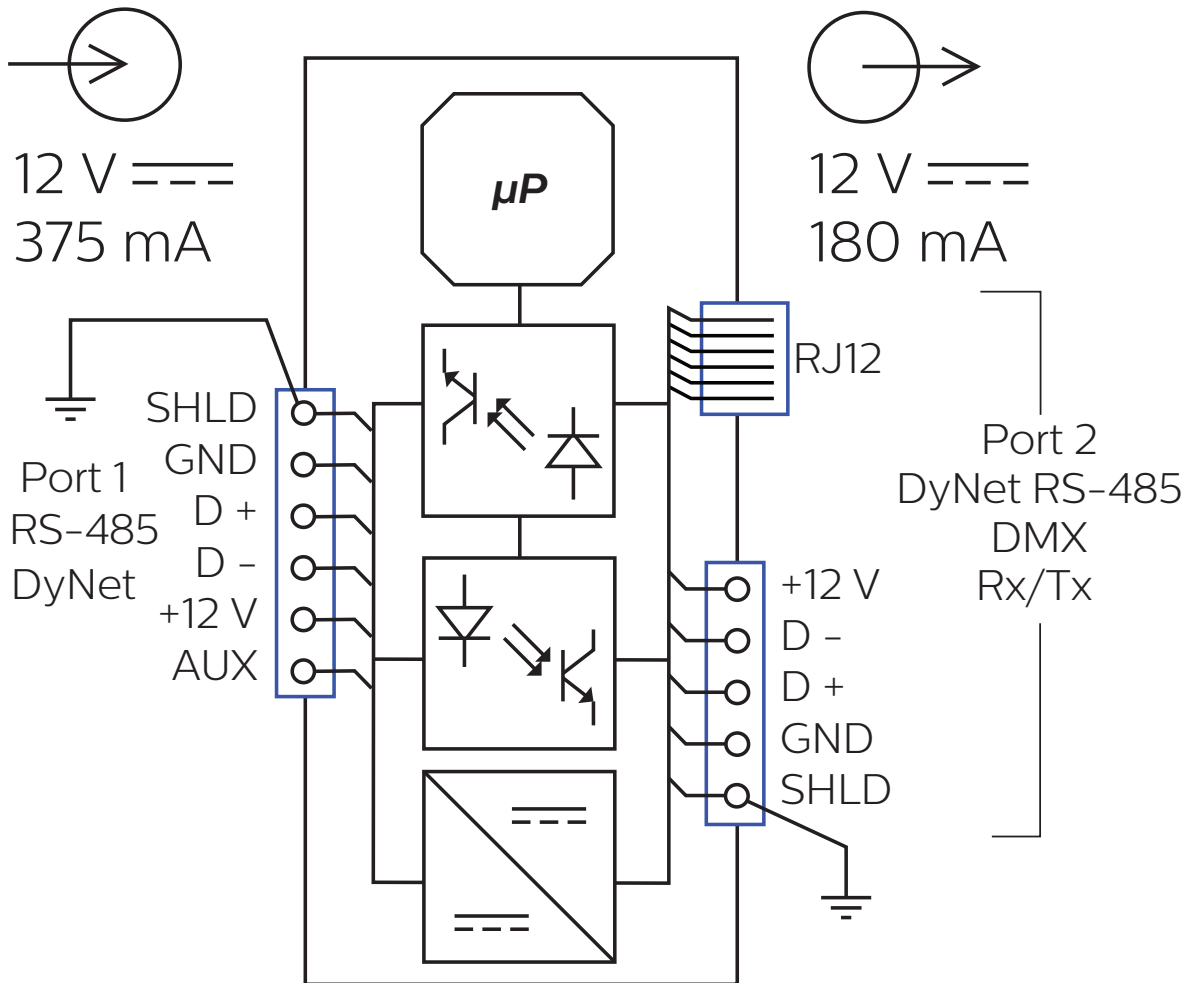 12 V
375 mA
12 V
180 mA
µP
RJ12
SHLD
GND
D +
D -
+12 V
AUX
Port 1
RS-485
DyNet
Port 2
DyNet RS-485
DMX
Rx/Tx
+12 V
D -
D +
GND
SHLD